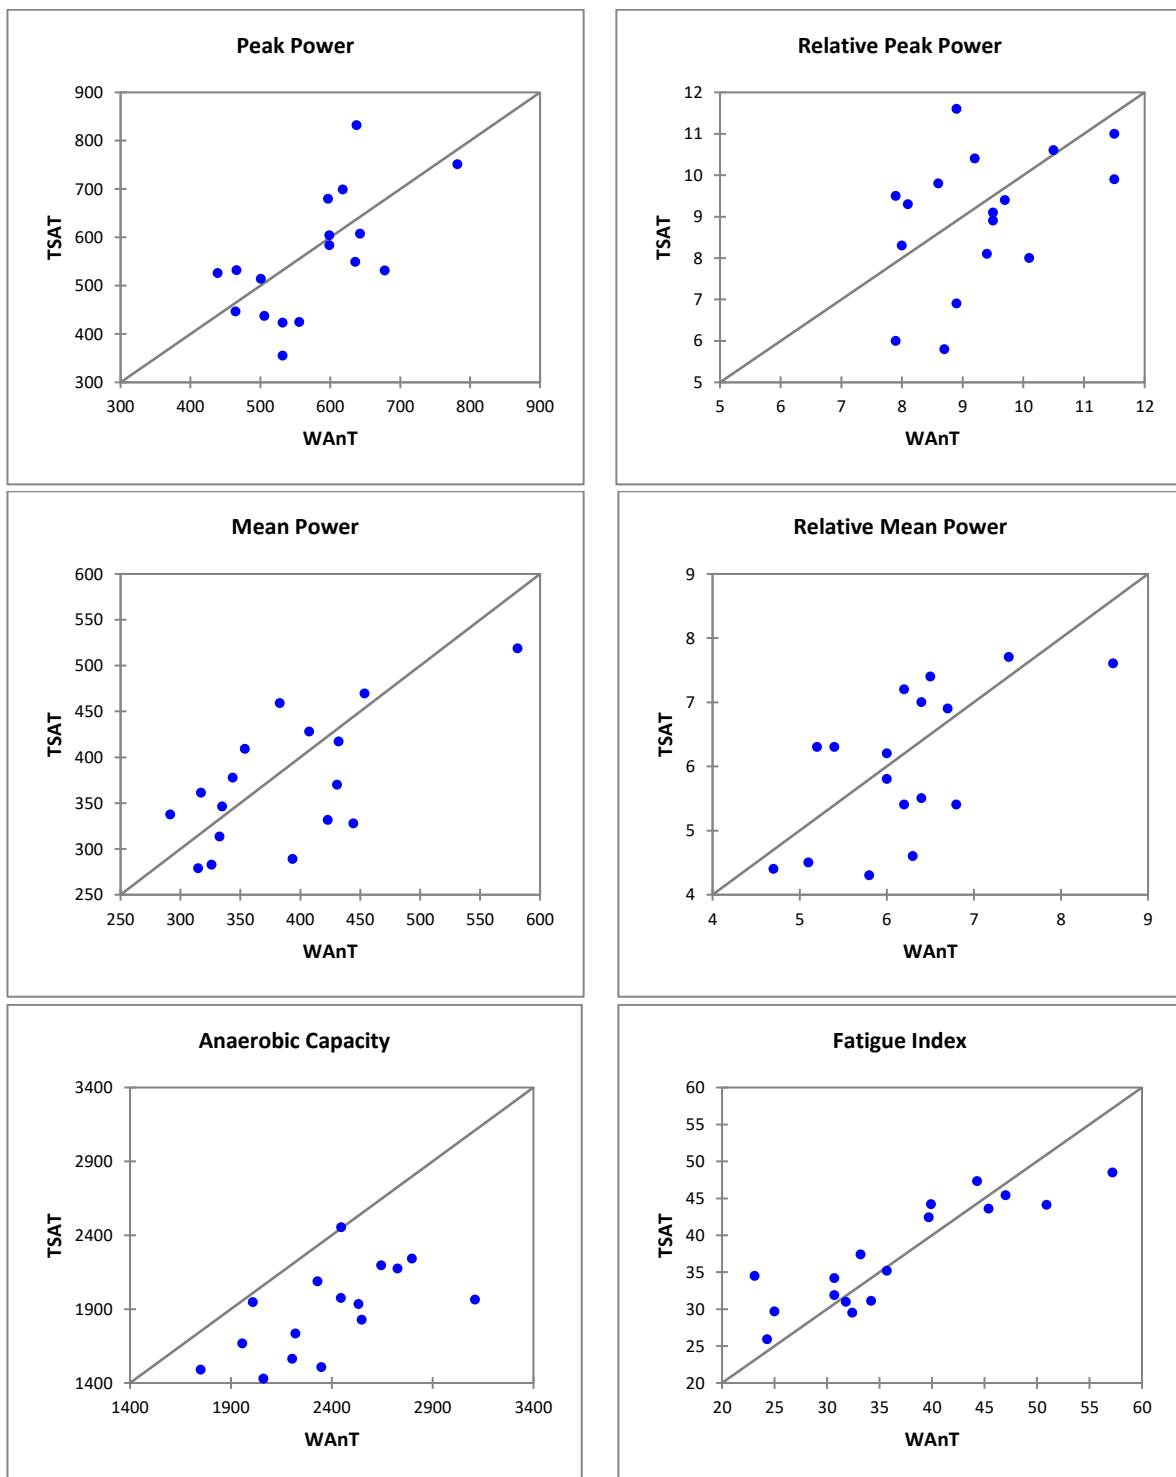 Peak Power
900
800
700
600
500
400
300
TSAT
300 400 500 600 700 800 900
WAnT
Relative Peak Power
12
11
10
9
8
7
6
5
TSAT
5 6 7 8 9 10 11 12
WAnT
Mean Power
600
550
500
450
400
350
300
250
TSAT
250 300 350 400 450 500 550 600
WAnT
Relative Mean Power
9
8
7
6
5
4
TSAT
4 5 6 7 8 9
WAnT
Anaerobic Capacity
3400
2900
2400
1900
1400
TSAT
1400 1900 2400 2900 3400
WAnT
Fatigue Index
60
55
50
45
40
35
30
25
20
TSAT
20 25 30 35 40 45 50 55 60
WAnT